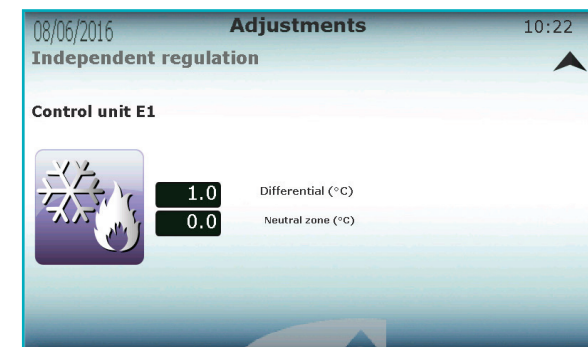 08/06/2016 Adjustments 10:22
Independent regulation
Control unit E1
1.0 Differential (°C)
0.0 Neutral zone (°C)